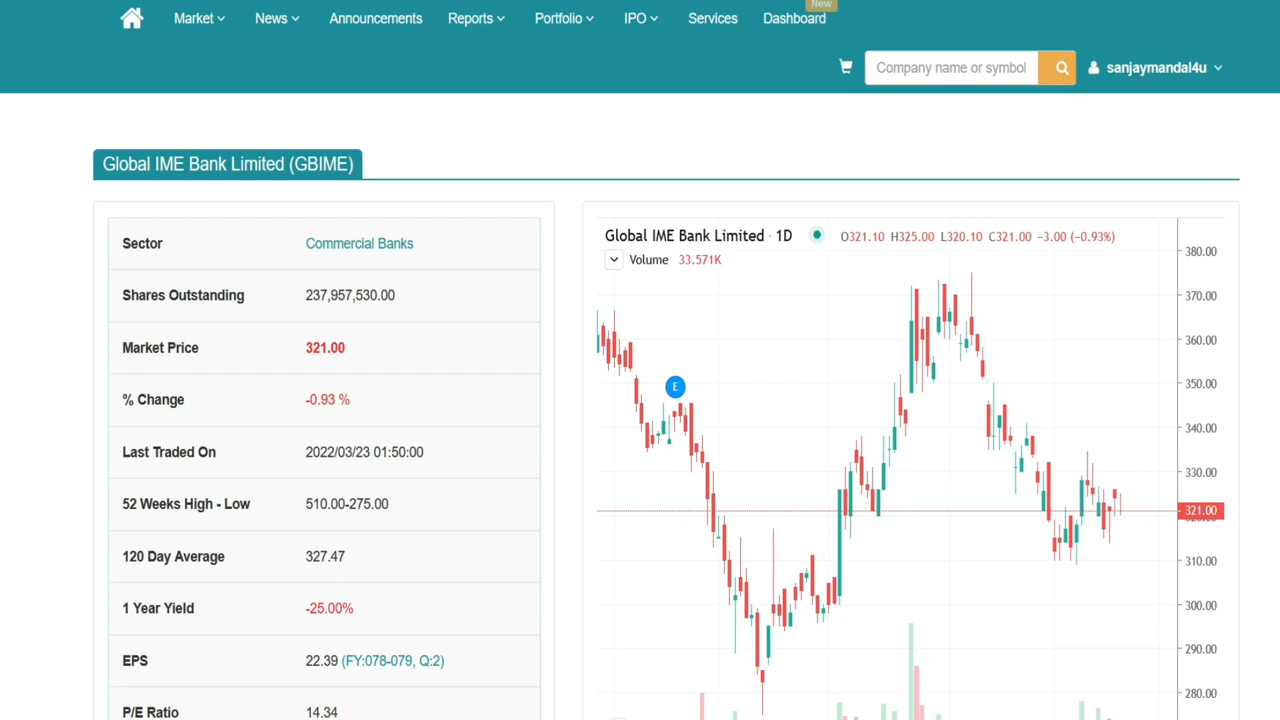 New
Market News Announcements Reports Portfolio IPO Services Dashboard
Company name or symbol sanjaymandal4u
Global IME Bank Limited (GBIME)
Sector Commercial Banks
Shares Outstanding 237,957,530.00
Market Price 321.00
% Change -0.93 %
Last Traded On 2022/03/23 01:50:00
52 Weeks High - Low 510.00-275.00
120 Day Average 327.47
1 Year Yield -25.00%
EPS 22.39 (FY:078-079, Q:2)
P/E Ratio 14.34
Global IME Bank Limited · 1D O321.10 H325.00 L320.10 C321.00 -3.00 (-0.93%)
Volume 33.571K
E
380.00
370.00
360.00
350.00
340.00
330.00
321.00
310.00
300.00
290.00
280.00